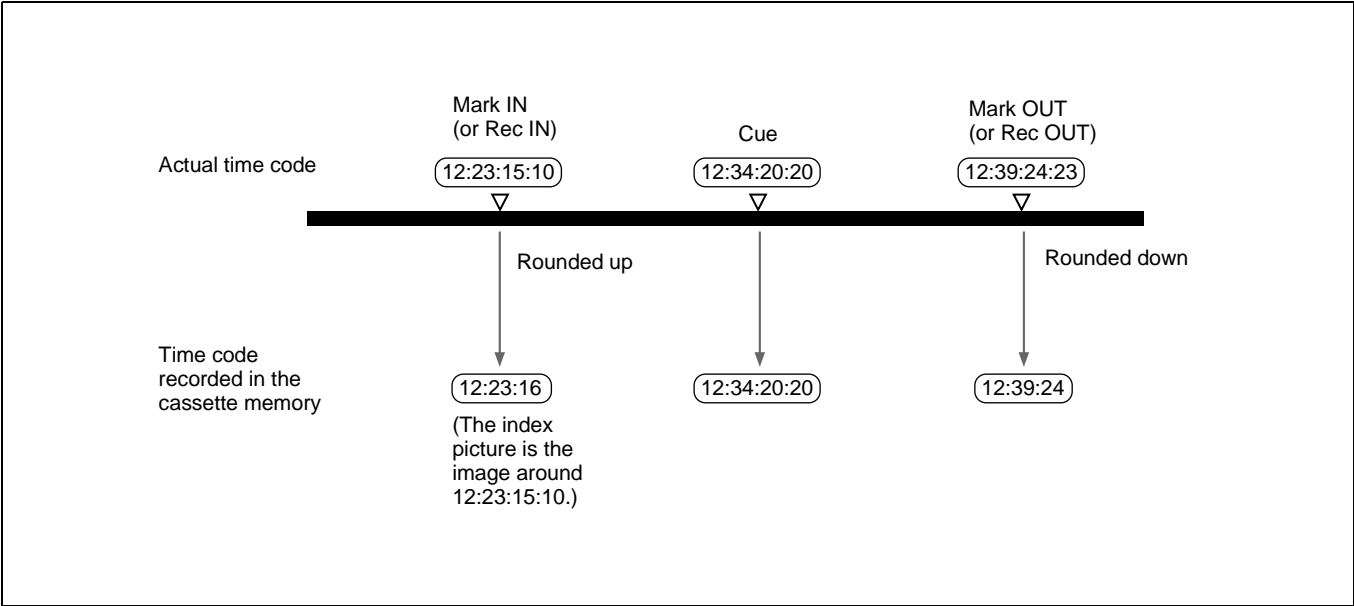 Mark IN
(or Rec IN)
Cue
Mark OUT
(or Rec OUT)
Actual time code
12:23:15:10
12:34:20:20
12:39:24:23
Rounded up
Rounded down
Time code
recorded in the
cassette memory
12:23:16
12:34:20:20
12:39:24
(The index
picture is the
image around
12:23:15:10.)